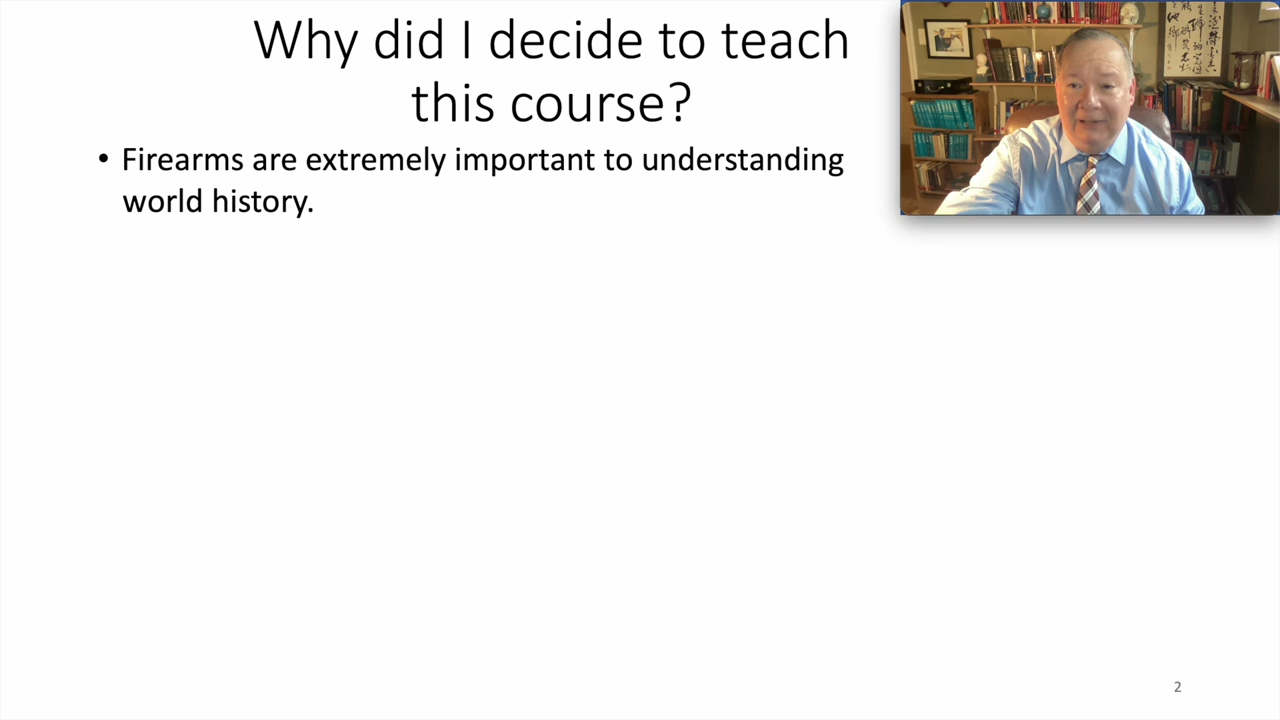 Why did I decide to teach
this course?
• Firearms are extremely important to understanding
world history.
2